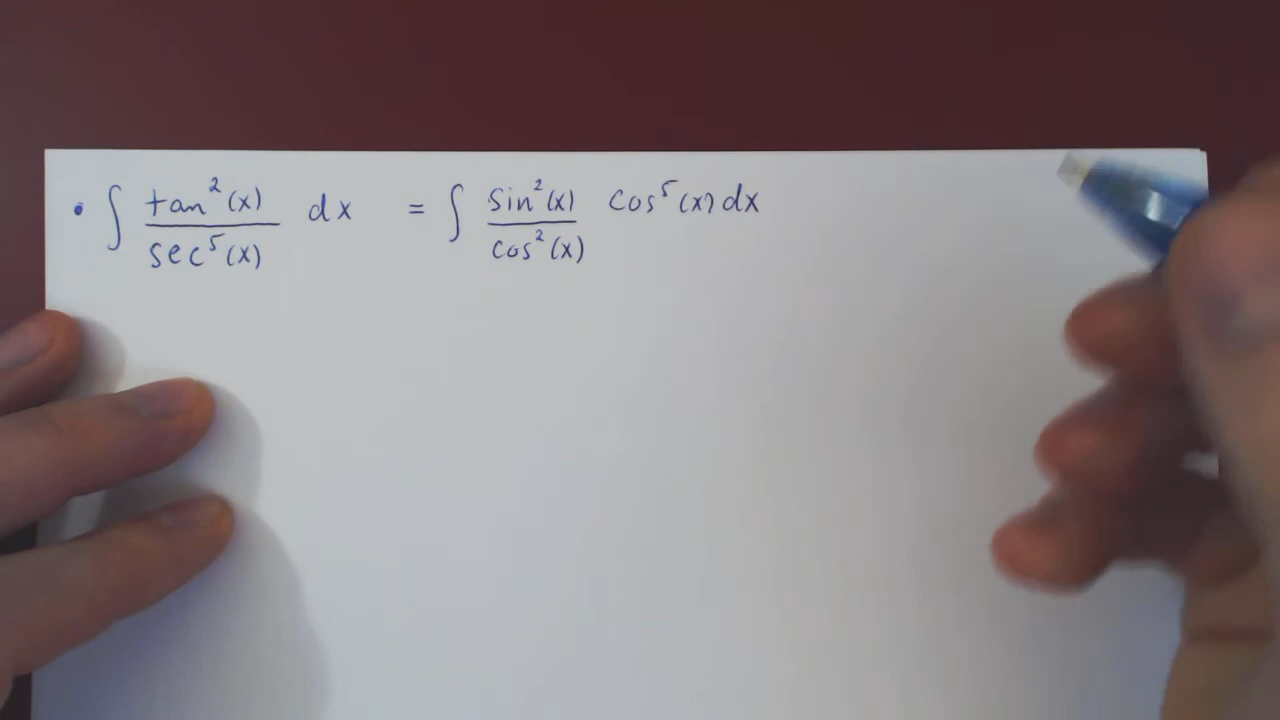 • ∫ tan²(x)/sec⁵(x) dx = ∫ sin²(x)/cos²(x) cos⁵(x) dx